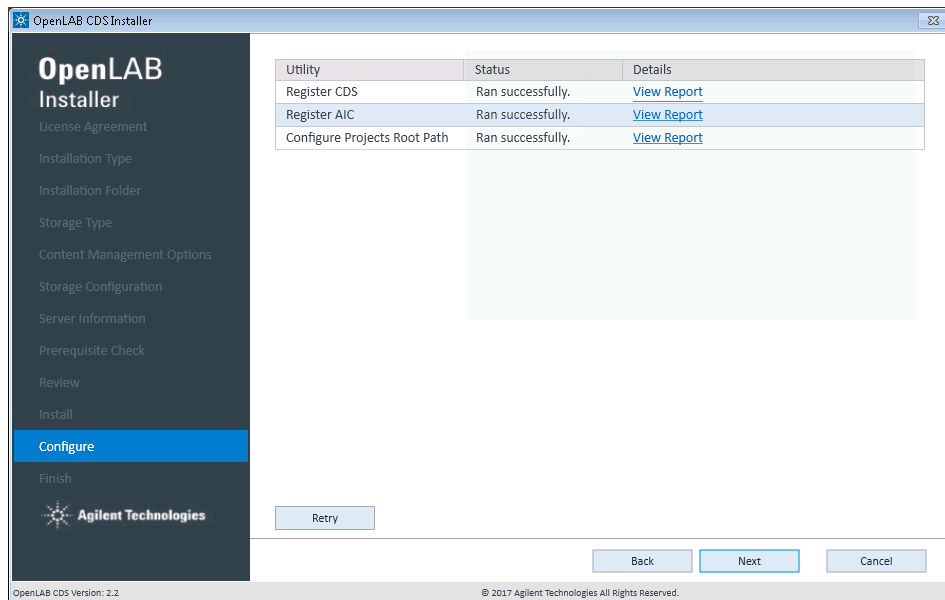 OpenLAB CDS Installer
OpenLAB
Installer
License Agreement
Installation Type
Installation Folder
Storage Type
Content Management Options
Storage Configuration
Server Information
Prerequisite Check
Review
Install
Configure
Finish
Agilent Technologies
Utility Status Details
Register CDS Ran successfully. View Report
Register AIC Ran successfully. View Report
Configure Projects Root Path Ran successfully. View Report
Retry
Back Next Cancel
OpenLAB CDS Version: 2.2 © 2017 Agilent Technologies All Rights Reserved.